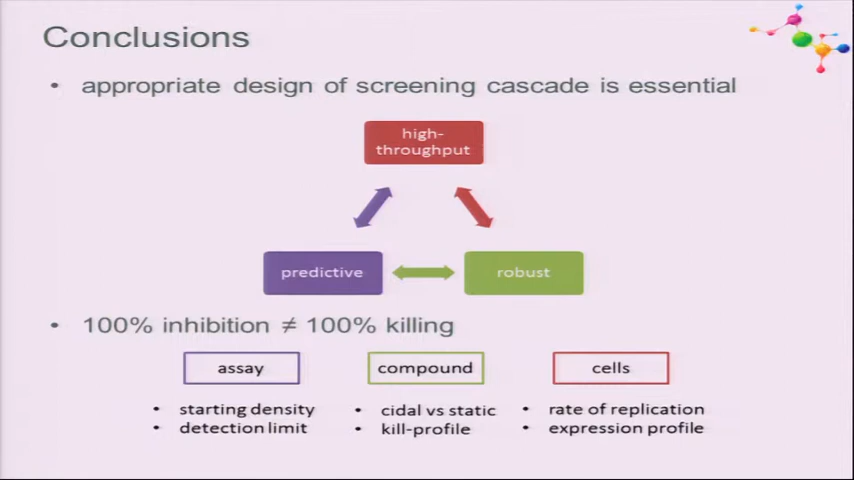 Conclusions
• appropriate design of screening cascade is essential
high-
throughput
predictive
robust
• 100% inhibition ≠ 100% killing
assay
compound
cells
• starting density
• detection limit
• cidal vs static
• kill-profile
• rate of replication
• expression profile